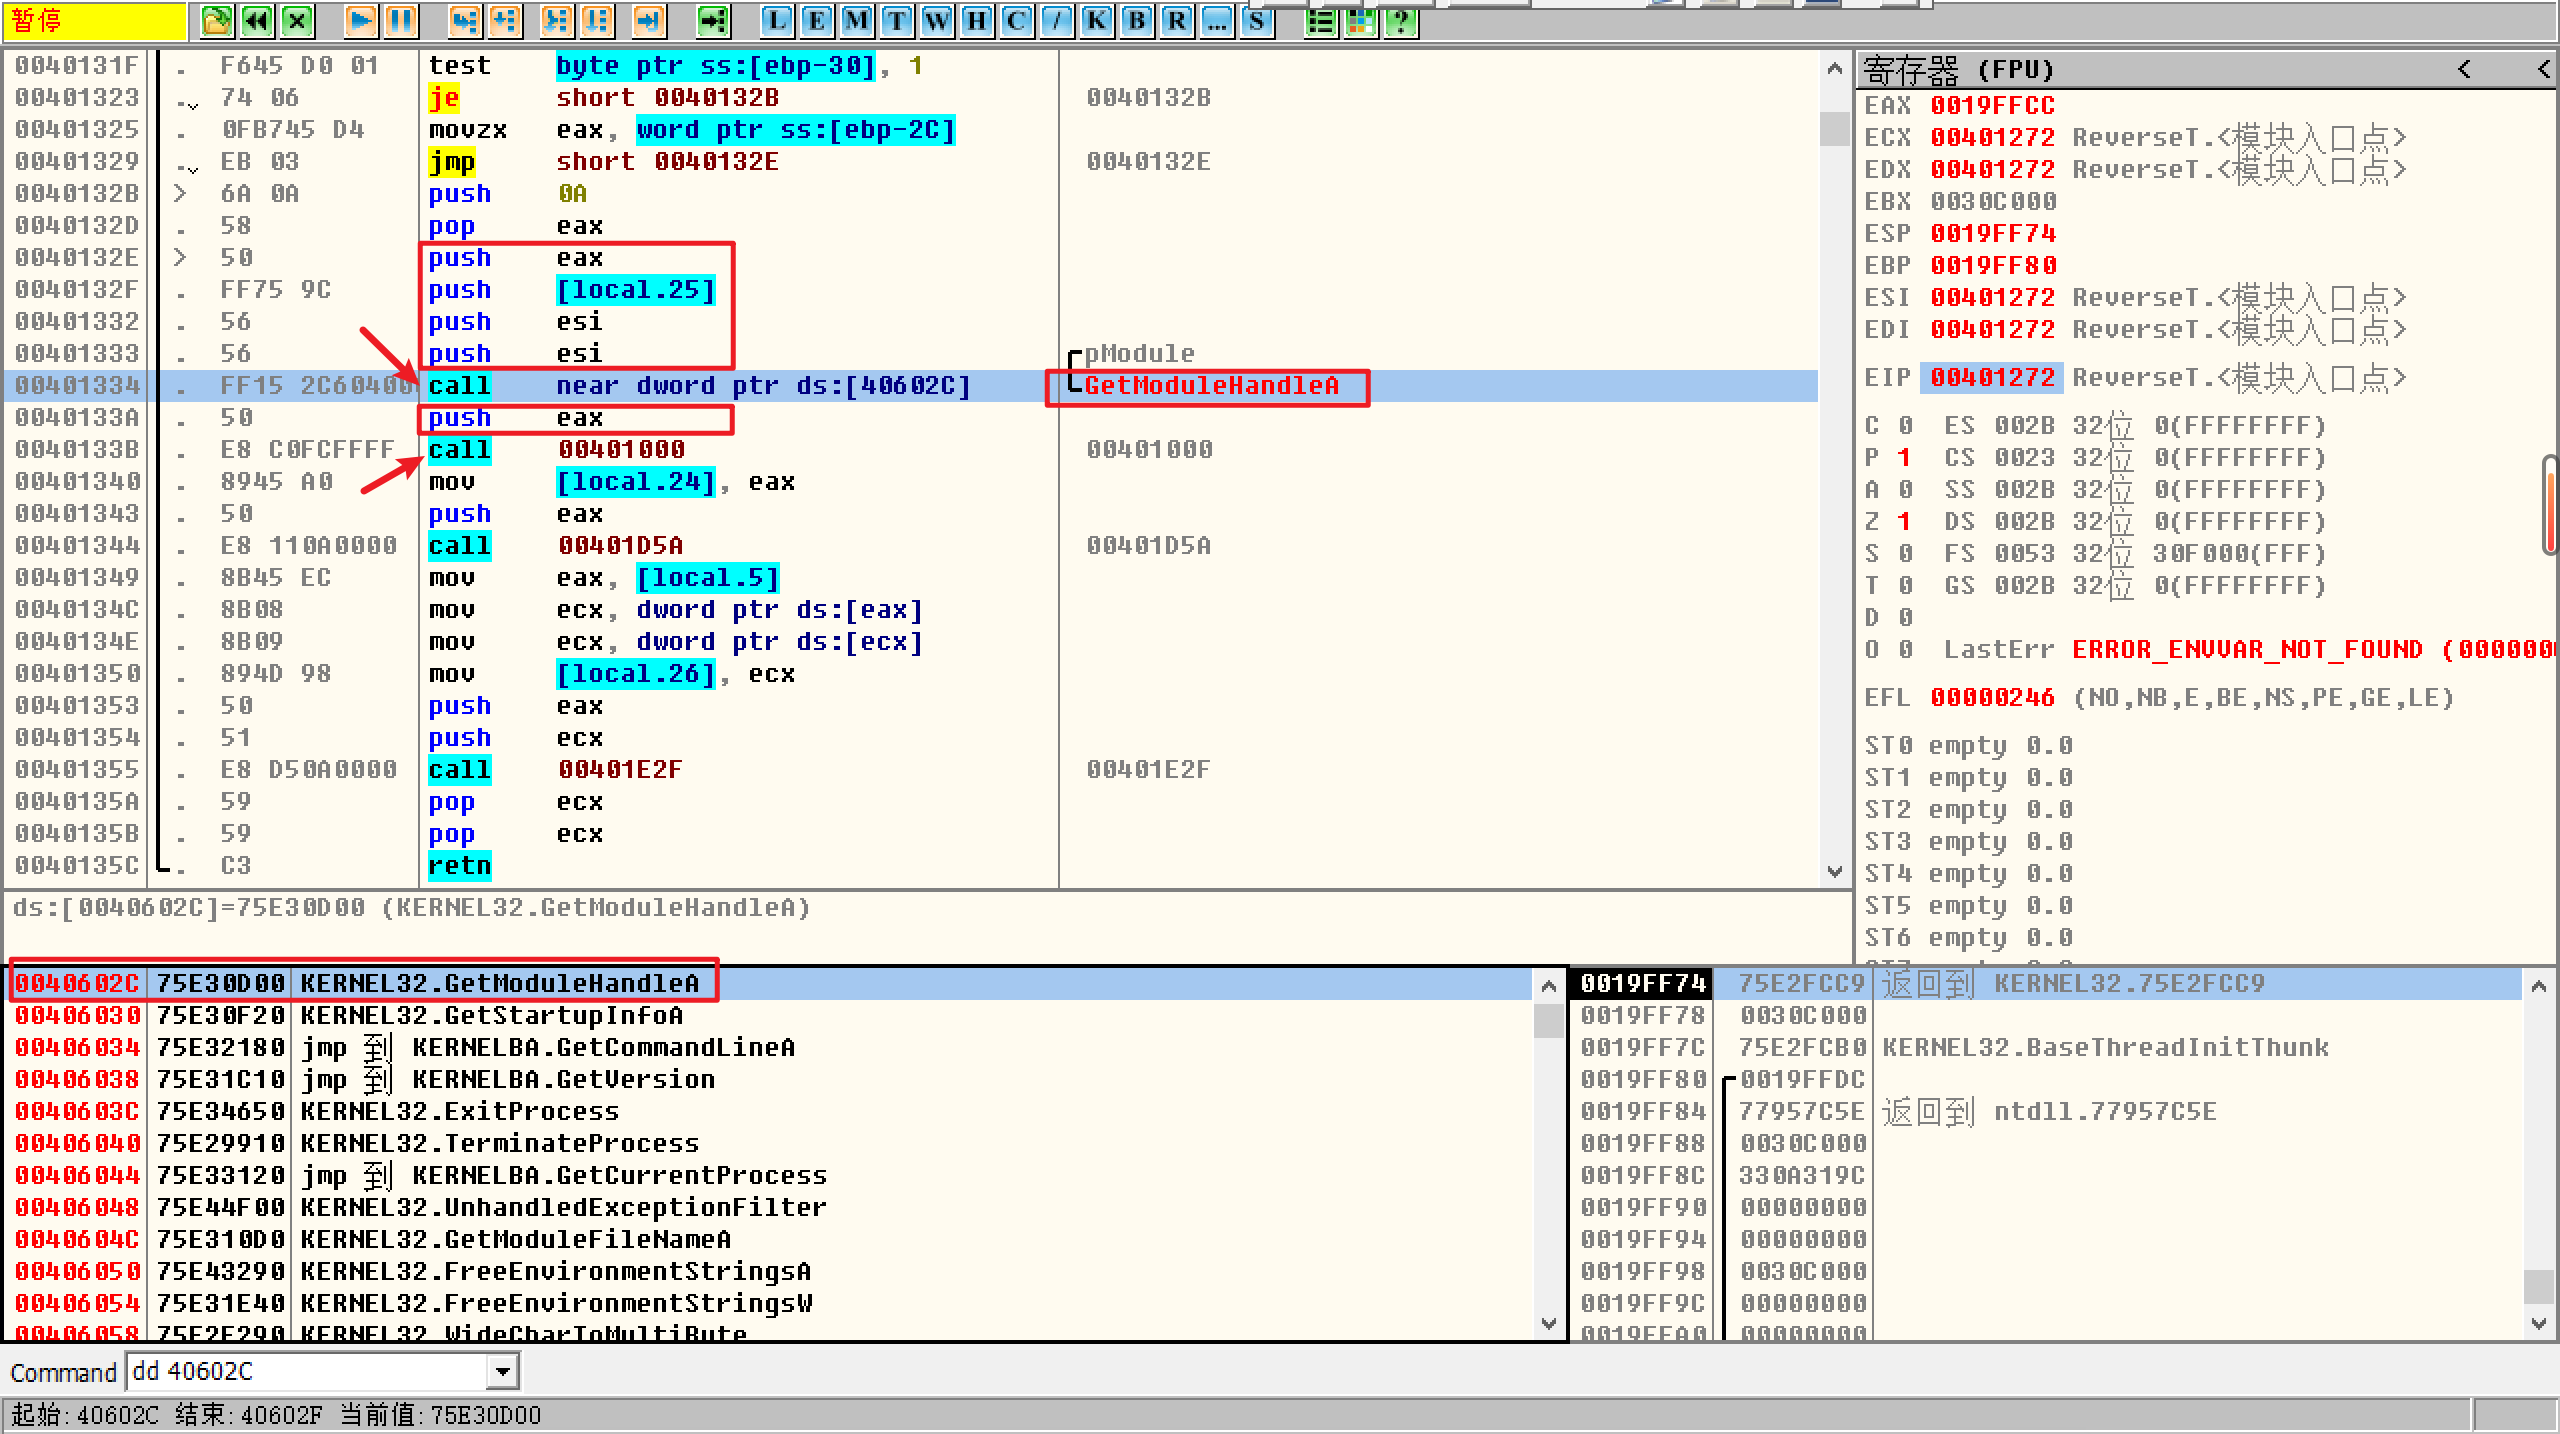 暂停
L E M T W H C / K B R ... S ?
0040131F . F645 D0 01 test byte ptr ss:[ebp-30], 1
00401323 . 74 06 je short 0040132B 0040132B
00401325 . 0FB745 D4 movzx eax, word ptr ss:[ebp-2C]
00401329 . EB 03 jmp short 0040132E 0040132E
0040132B > 6A 0A push 0A
0040132D . 58 pop eax
0040132E > 50 push eax
0040132F . FF75 9C push [local.25]
00401332 . 56 push esi
00401333 . 56 push esi pModule
00401334 . FF15 2C60400 call near dword ptr ds:[40602C] GetModuleHandleA
0040133A . 50 push eax
0040133B . E8 C0FCFFFF call 00401000 00401000
00401340 . 8945 A0 mov [local.24], eax
00401343 . 50 push eax
00401344 . E8 110A0000 call 00401D5A 00401D5A
00401349 . 8B45 EC mov eax, [local.5]
0040134C . 8B08 mov ecx, dword ptr ds:[eax]
0040134E . 8B09 mov ecx, dword ptr ds:[ecx]
00401350 . 894D 98 mov [local.26], ecx
00401353 . 50 push eax
00401354 . 51 push ecx
00401355 . E8 D50A0000 call 00401E2F 00401E2F
0040135A . 59 pop ecx
0040135B . 59 pop ecx
0040135C . C3 retn
ds:[0040602C]=75E30D00 (KERNEL32.GetModuleHandleA)
寄存器 (FPU) < <
EAX 0019FFCC
ECX 00401272 ReverseT.<模块入口点>
EDX 00401272 ReverseT.<模块入口点>
EBX 0030C000
ESP 0019FF74
EBP 0019FF80
ESI 00401272 ReverseT.<模块入口点>
EDI 00401272 ReverseT.<模块入口点>
EIP 00401272 ReverseT.<模块入口点>
C 0 ES 002B 32位 0(FFFFFFFF)
P 1 CS 0023 32位 0(FFFFFFFF)
A 0 SS 002B 32位 0(FFFFFFFF)
Z 1 DS 002B 32位 0(FFFFFFFF)
S 0 FS 0053 32位 30F000(FFF)
T 0 GS 002B 32位 0(FFFFFFFF)
D 0
O 0 LastErr ERROR_ENVVAR_NOT_FOUND (000000
EFL 00000246 (NO,NB,E,BE,NS,PE,GE,LE)
ST0 empty 0.0
ST1 empty 0.0
ST2 empty 0.0
ST3 empty 0.0
ST4 empty 0.0
ST5 empty 0.0
ST6 empty 0.0
0040602C 75E30D00 KERNEL32.GetModuleHandleA
00406030 75E30F20 KERNEL32.GetStartupInfoA
00406034 75E32180 jmp 到 KERNELBA.GetCommandLineA
00406038 75E31C10 jmp 到 KERNELBA.GetVersion
0040603C 75E34650 KERNEL32.ExitProcess
00406040 75E29910 KERNEL32.TerminateProcess
00406044 75E33120 jmp 到 KERNELBA.GetCurrentProcess
00406048 75E44F00 KERNEL32.UnhandledExceptionFilter
0040604C 75E310D0 KERNEL32.GetModuleFileNameA
00406050 75E43290 KERNEL32.FreeEnvironmentStringsA
00406054 75E31E40 KERNEL32.FreeEnvironmentStringsW
00406058 75E2E290 KERNEL32.WideCharToMultiByte
0019FF74 75E2FCC9 返回到 KERNEL32.75E2FCC9
0019FF78 0030C000
0019FF7C 75E2FCB0 KERNEL32.BaseThreadInitThunk
0019FF80 0019FFDC
0019FF84 77957C5E 返回到 ntdll.77957C5E
0019FF88 0030C000
0019FF8C 330A319C
0019FF90 00000000
0019FF94 00000000
0019FF98 0030C000
0019FF9C 00000000
0019FFA0 00000000
Command dd 40602C
起始:40602C 结束:40602F 当前值:75E30D00